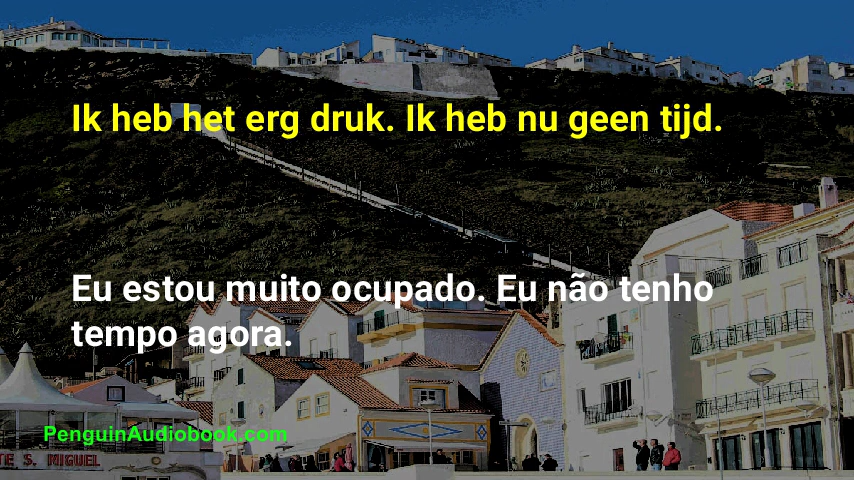 Ik heb het erg druk. Ik heb nu geen tijd.
Eu estou muito ocupado. Eu não tenho
tempo agora.
PenguinAudiobook.com
TE S. MIGUEL